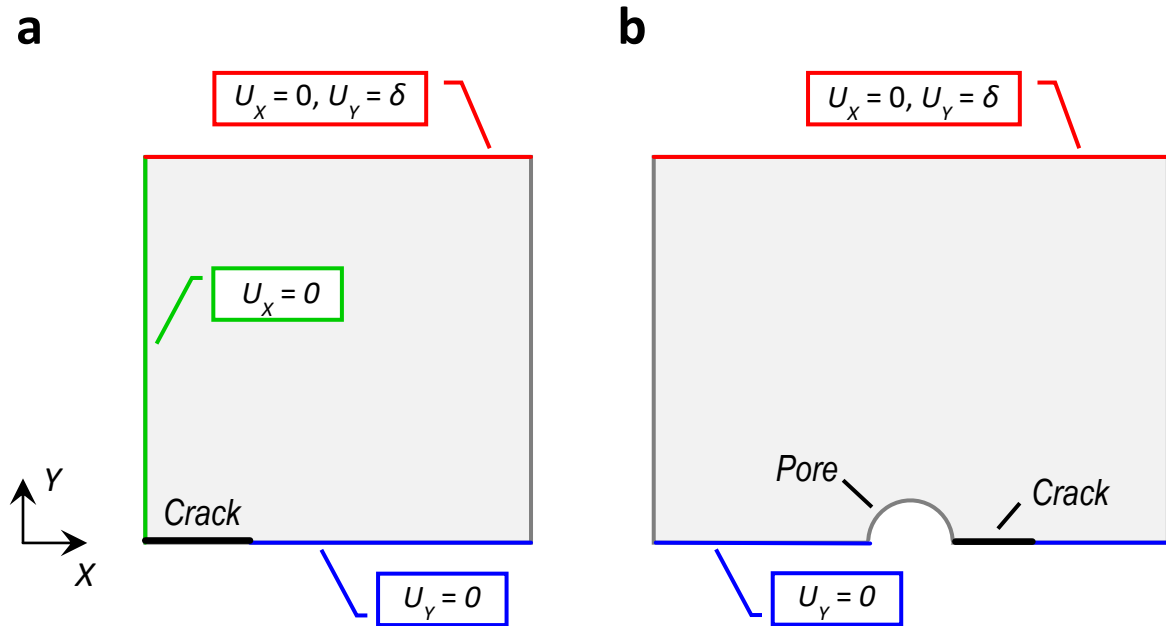 a
b
U_X = 0, U_Y = δ
U_X = 0, U_Y = δ
U_X = 0
Pore
Crack
Y
Crack
X
U_Y = 0
U_Y = 0